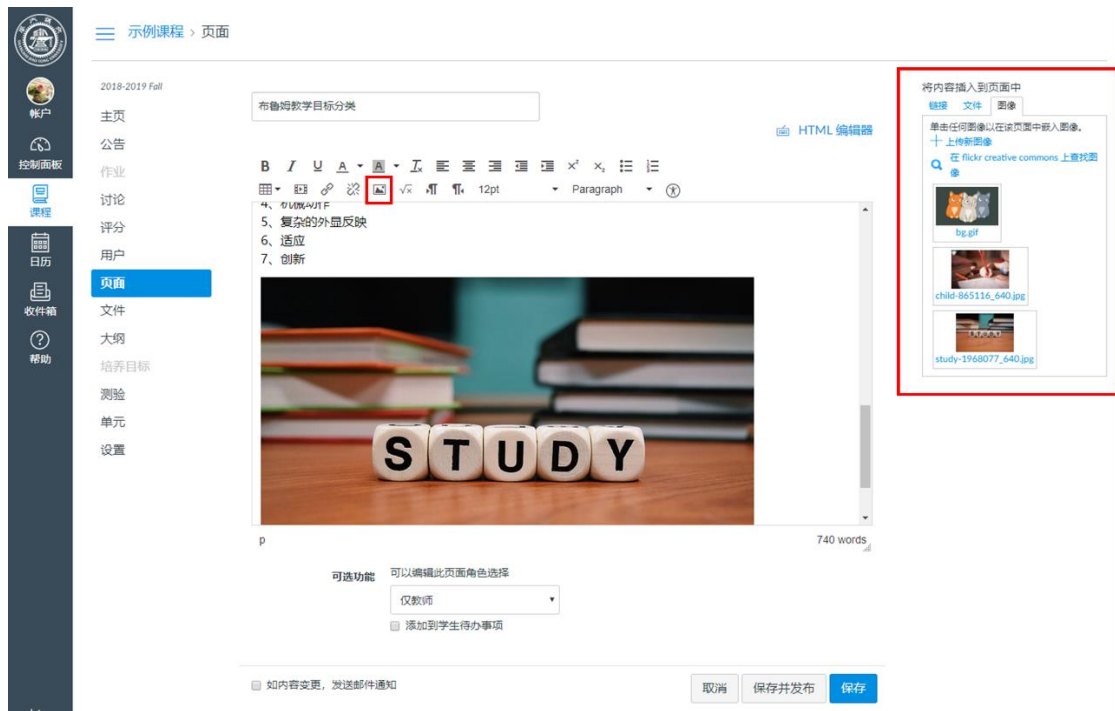 示例课程 › 页面
2018-2019 Fall
帐户
控制面板
课程
日历
收件箱
帮助
主页
公告
作业
讨论
评分
用户
页面
文件
大纲
培养目标
测验
单元
设置
布鲁姆教学目标分类
HTML 编辑器
B I U A A
12pt Paragraph
4、机械动作
5、复杂的外显反映
6、适应
7、创新
STUDY
p
740 words
可选功能
可以编辑此页面角色选择
仅教师
添加到学生待办事项
如内容变更，发送邮件通知
取消
保存并发布
保存
将内容插入到页面中
链接 文件 图像
单击任何图像以在该页面中嵌入图像。
上传新图像
在 flickr creative commons 上查找图
像
bg.gif
child-865116_640.jpg
study-1968077_640.jpg